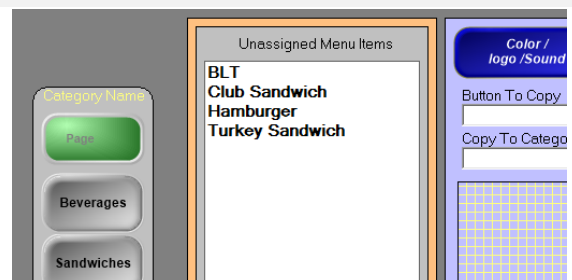 Category Name
Page
Beverages
Sandwiches
Unassigned Menu Items
BLT
Club Sandwich
Hamburger
Turkey Sandwich
Color /
logo /Sound
Button To Copy
Copy To Catego